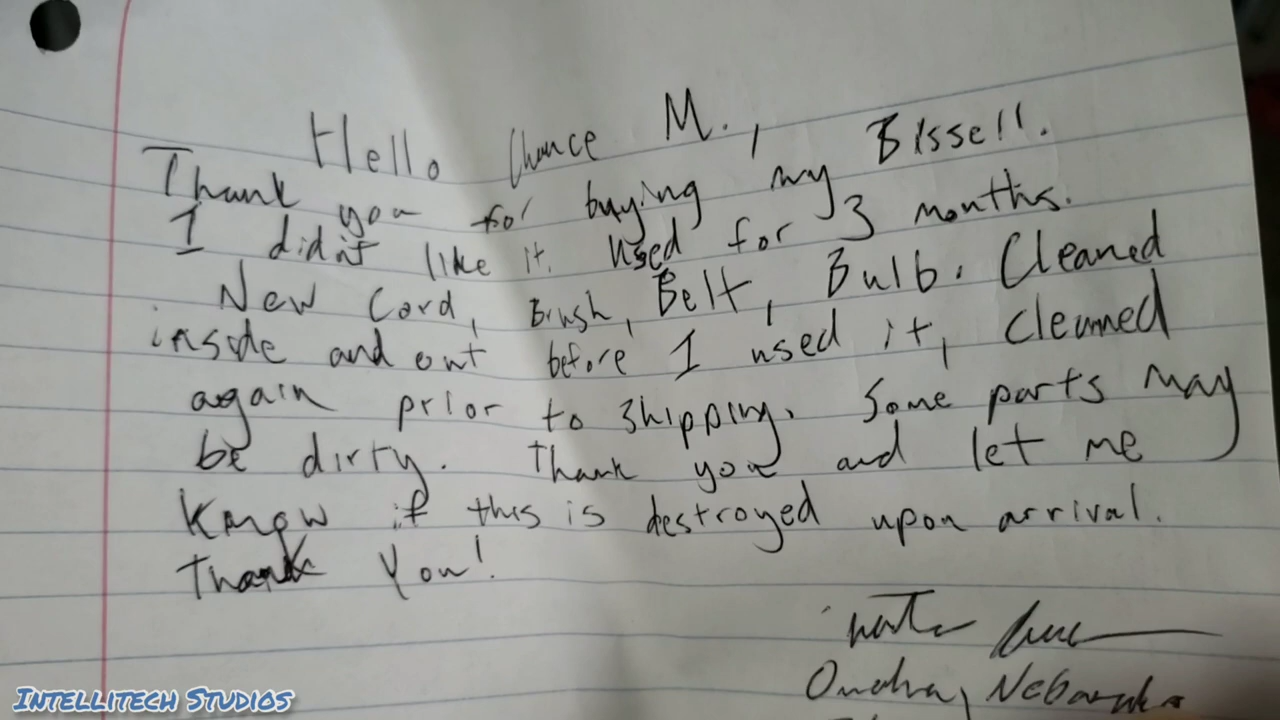 Hello Chance M.,
Thank you for buying my Bissell.
I didn't like it. Used for 3 months.
New Cord, Brush, Belt, Bulb. Cleaned
inside and out before I used it, cleaned
again prior to shipping. Some parts may
be dirty. Thank you and let me
know if this is destroyed upon arrival.
Thank You!
Omaha, Nebraska
INTELLITECH STUDIOS